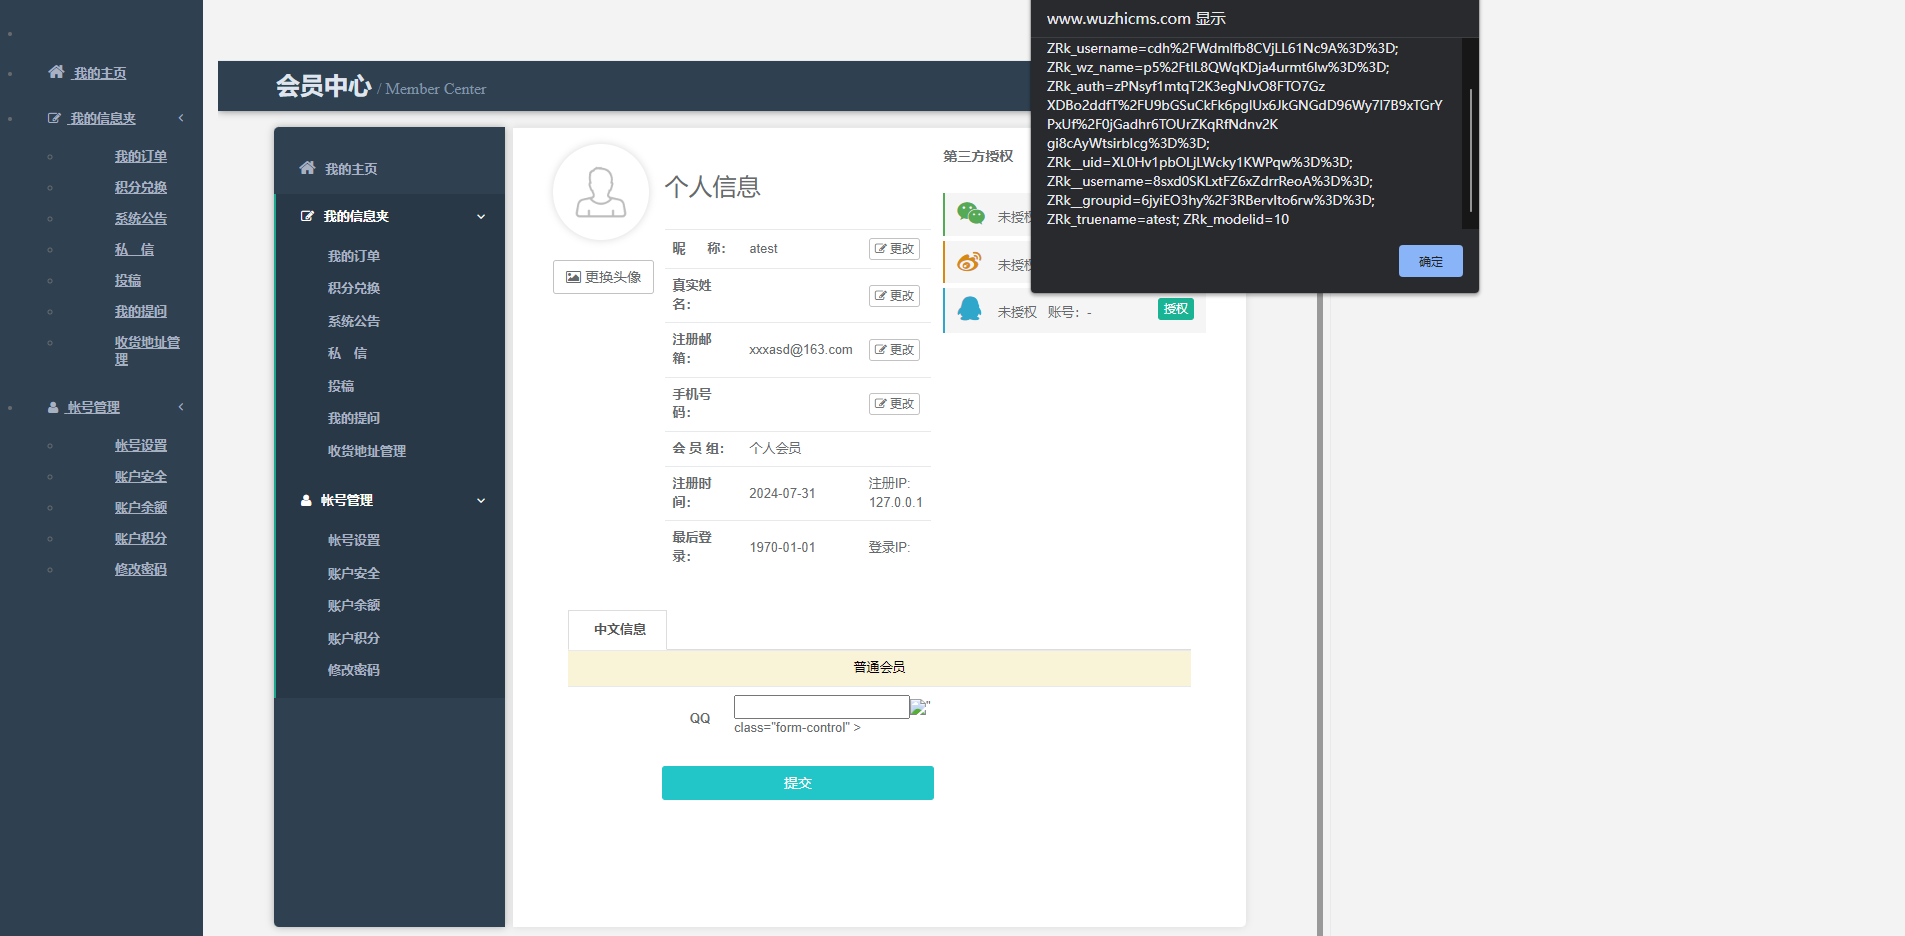 我的主页
我的信息夹
我的订单
积分兑换
系统公告
私 信
投稿
我的提问
收货地址管
理
帐号管理
帐号设置
账户安全
账户余额
账户积分
修改密码
会员中心 / Member Center
我的主页
我的信息夹
我的订单
积分兑换
系统公告
私 信
投稿
我的提问
收货地址管理
帐号管理
帐号设置
账户安全
账户余额
账户积分
修改密码
更换头像
个人信息
昵 称： atest 更改
真实姓
名： 更改
注册邮
箱： xxxasd@163.com 更改
手机号
码： 更改
会 员 组： 个人会员
注册时
间： 2024-07-31 注册IP:
127.0.0.1
最后登
录： 1970-01-01 登录IP:
第三方授权
未授权
未授权
未授权 账号：- 授权
中文信息
普通会员
QQ "
class="form-control" >
提交
www.wuzhicms.com 显示
ZRk_username=cdh%2FWdmlfb8CVjLL61Nc9A%3D%3D;
ZRk_wz_name=p5%2FtlL8QWqKDja4urmt6lw%3D%3D;
ZRk_auth=zPNsyf1mtqT2K3egNJvO8FTO7Gz
XDBo2ddfT%2FU9bGSuCkFk6pglUx6JkGNGdD96Wy7l7B9xTGrY
PxUf%2F0jGadhr6TOUrZKqRfNdnv2K
gi8cAyWtsirbIcg%3D%3D;
ZRk__uid=XL0Hv1pbOLjLWcky1KWPqw%3D%3D;
ZRk__username=8sxd0SKLxtFZ6xZdrrReoA%3D%3D;
ZRk__groupid=6jyiEO3hy%2F3RBervIto6rw%3D%3D;
ZRk_truename=atest; ZRk_modelid=10
确定